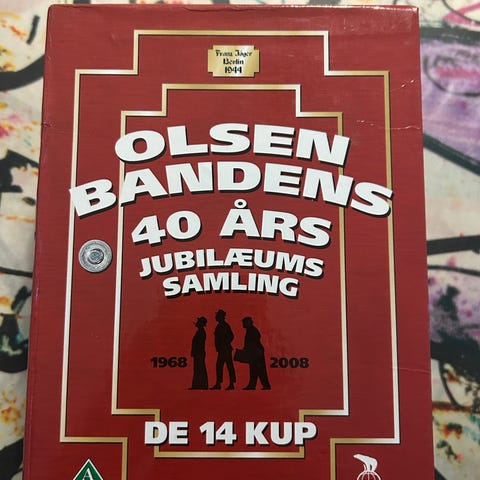 Franz Jäger
Berlin
1944
OLSEN
BANDENS
40 ÅRS
JUBILÆUMS
SAMLING
1968 2008
DE 14 KUP
A